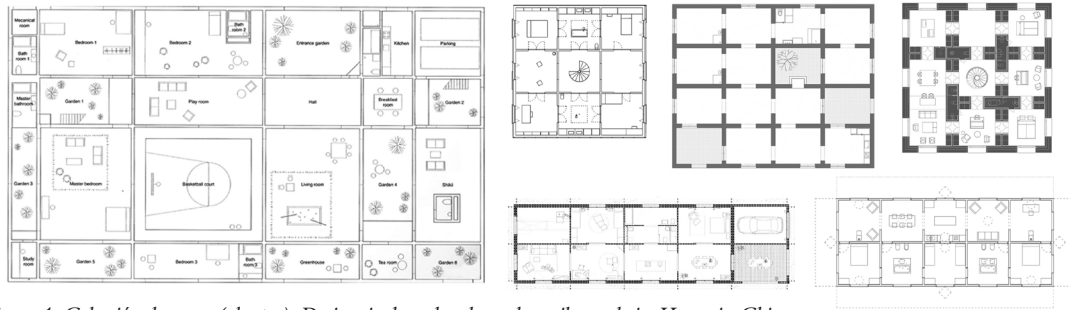 Mecanical
room
Bath
room 1
Bedroom 1
Bedroom 2
Bath
room 2
Entrance garden
Kitchen
Parking
Master
bathroom
Garden 1
Play room
Hall
Breakfast
room
Garden 2
Garden 3
Master bedroom
Basketball court
Living room
Garden 4
Study
room
Garden 5
Bedroom 3
Bath
room 3
Greenhouse
Tea room
Garden 6